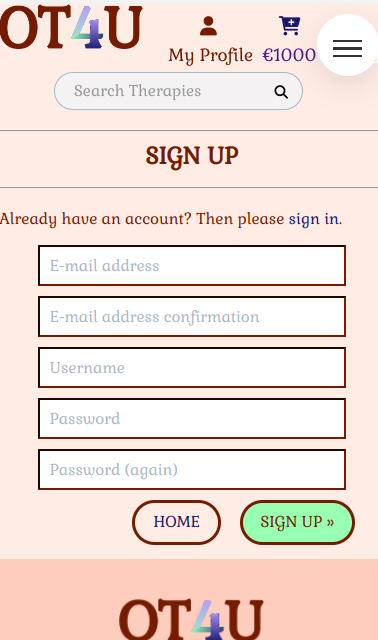 OT4U
My Profile €1000
Search Therapies
SIGN UP
Already have an account? Then please sign in.
E-mail address
E-mail address confirmation
Username
Password
Password (again)
HOME SIGN UP »
OT4U